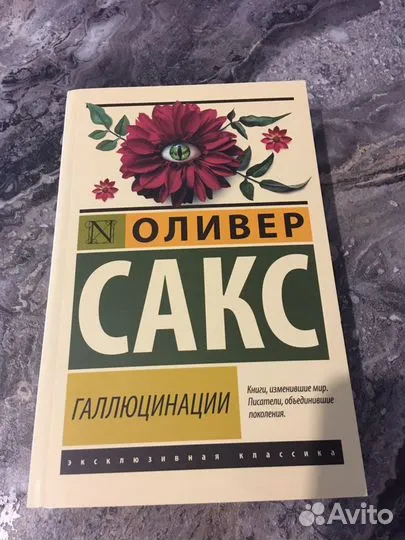 N ОЛИВЕР
САКС
ГАЛЛЮЦИНАЦИИ
Книги, изменившие мир.
Писатели, объединившие
поколения.
эксклюзивная классика
Avito